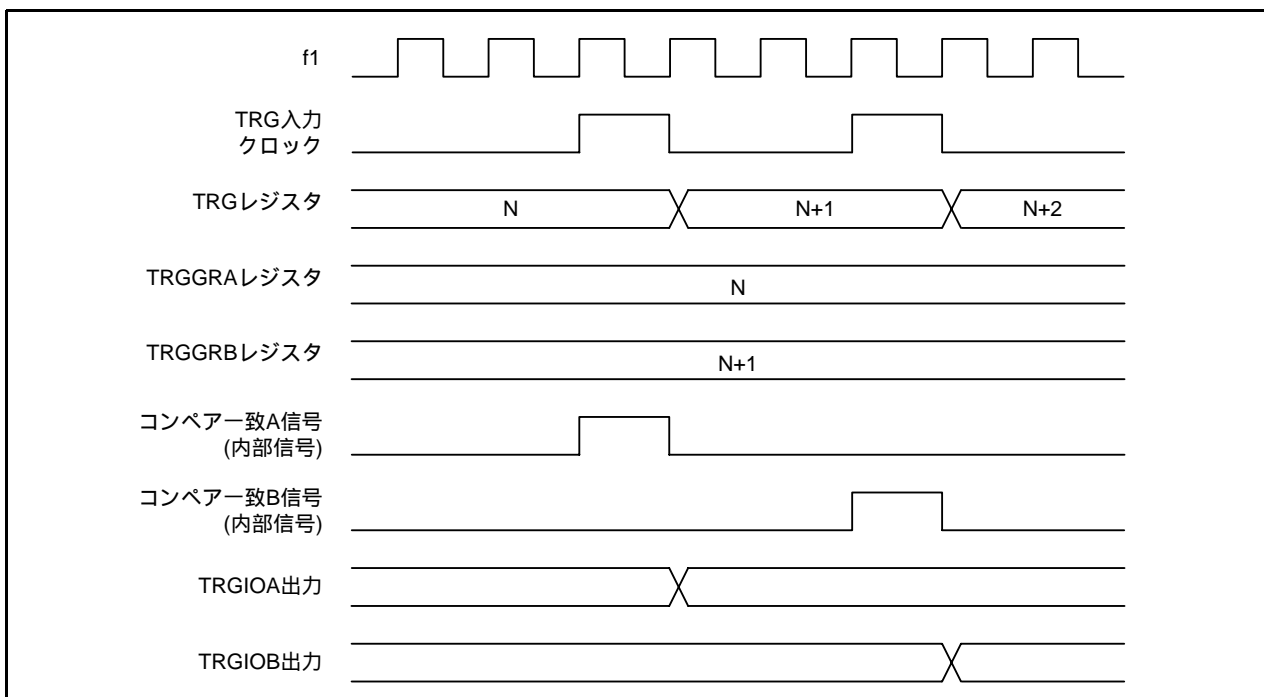 f1
TRG入力
クロック
TRGレジスタ
N
N+1
N+2
TRGGRAレジスタ
N
TRGGRBレジスタ
N+1
コンペア一致A信号
(内部信号)
コンペア一致B信号
(内部信号)
TRGIOA出力
TRGIOB出力